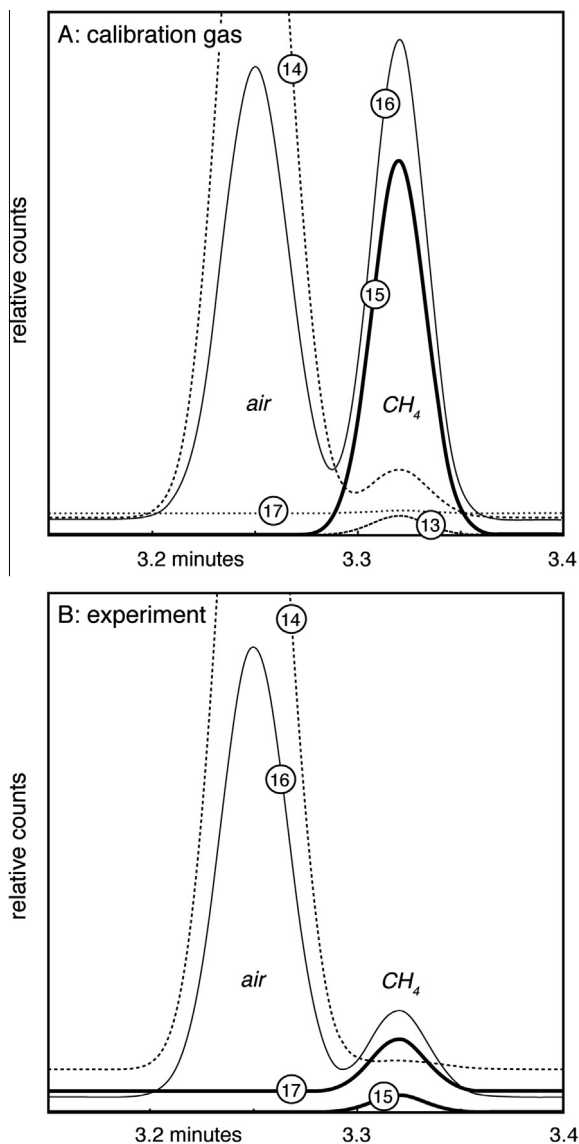 A: calibration gas
14
16
15
air
CH4
17
13
relative counts
3.2 minutes
3.3
3.4
B: experiment
14
16
air
CH4
17
15
relative counts
3.2 minutes
3.3
3.4